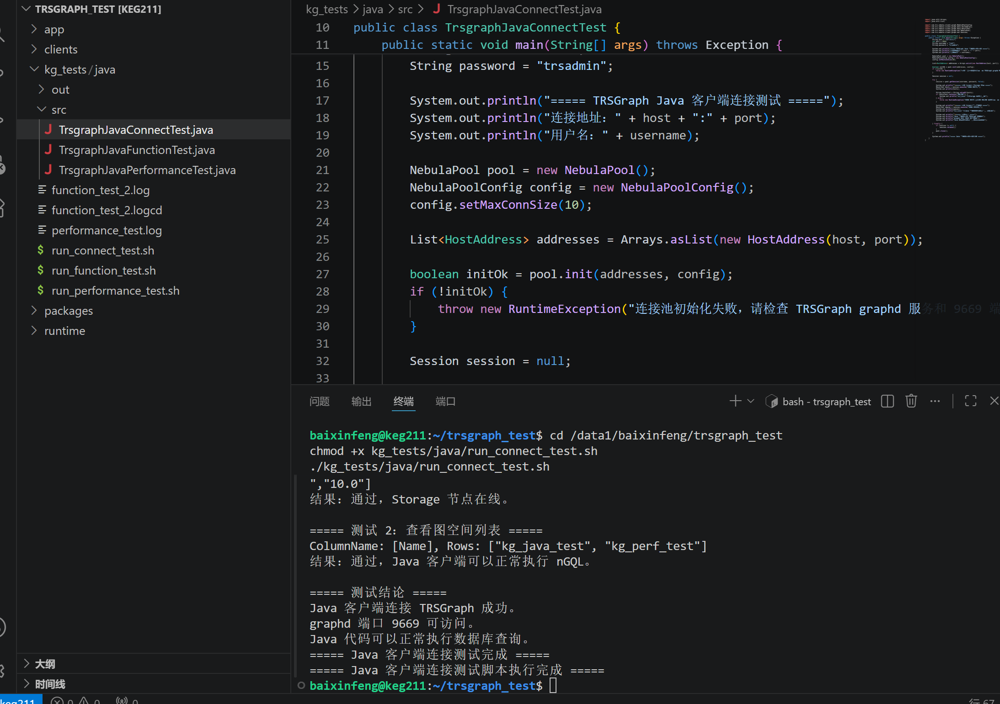 TRSGRAPH_TEST [KEG211]
app
clients
kg_tests/java
out
src
TrsgraphJavaConnectTest.java
TrsgraphJavaFunctionTest.java
TrsgraphJavaPerformanceTest.java
function_test_2.log
function_test_2.logcd
performance_test.log
$ run_connect_test.sh
$ run_function_test.sh
$ run_performance_test.sh
packages
runtime
大纲
时间线
kg_tests > java > src > J TrsgraphJavaConnectTest.java
10 public class TrsgraphJavaConnectTest {
11 public static void main(String[] args) throws Exception {
15 String password = "trsadmin";
16
17 System.out.println("===== TRSGraph Java 客户端连接测试 =====");
18 System.out.println("连接地址：" + host + ":" + port);
19 System.out.println("用户名：" + username);
20
21 NebulaPool pool = new NebulaPool();
22 NebulaPoolConfig config = new NebulaPoolConfig();
23 config.setMaxConnSize(10);
24
25 List<HostAddress> addresses = Arrays.asList(new HostAddress(host, port));
26
27 boolean initOk = pool.init(addresses, config);
28 if (!initOk) {
29 throw new RuntimeException("连接池初始化失败，请检查 TRSGraph graphd 服务和 9669 端
30 }
31
32 Session session = null;
33
问题 输出 终端 端口
bash - trsgraph_test
baixinfeng@keg211:~/trsgraph_test$ cd /data1/baixinfeng/trsgraph_test
chmod +x kg_tests/java/run_connect_test.sh
./kg_tests/java/run_connect_test.sh
","10.0"]
结果：通过，Storage 节点在线。
===== 测试 2：查看图空间列表 =====
ColumnName: [Name], Rows: ["kg_java_test", "kg_perf_test"]
结果：通过，Java 客户端可以正常执行 nGQL。
===== 测试结论 =====
Java 客户端连接 TRSGraph 成功。
graphd 端口 9669 可访问。
Java 代码可以正常执行数据库查询。
===== Java 客户端连接测试完成 =====
===== Java 客户端连接测试脚本执行完成 =====
baixinfeng@keg211:~/trsgraph_test$
keg211 0 0 0
行 67